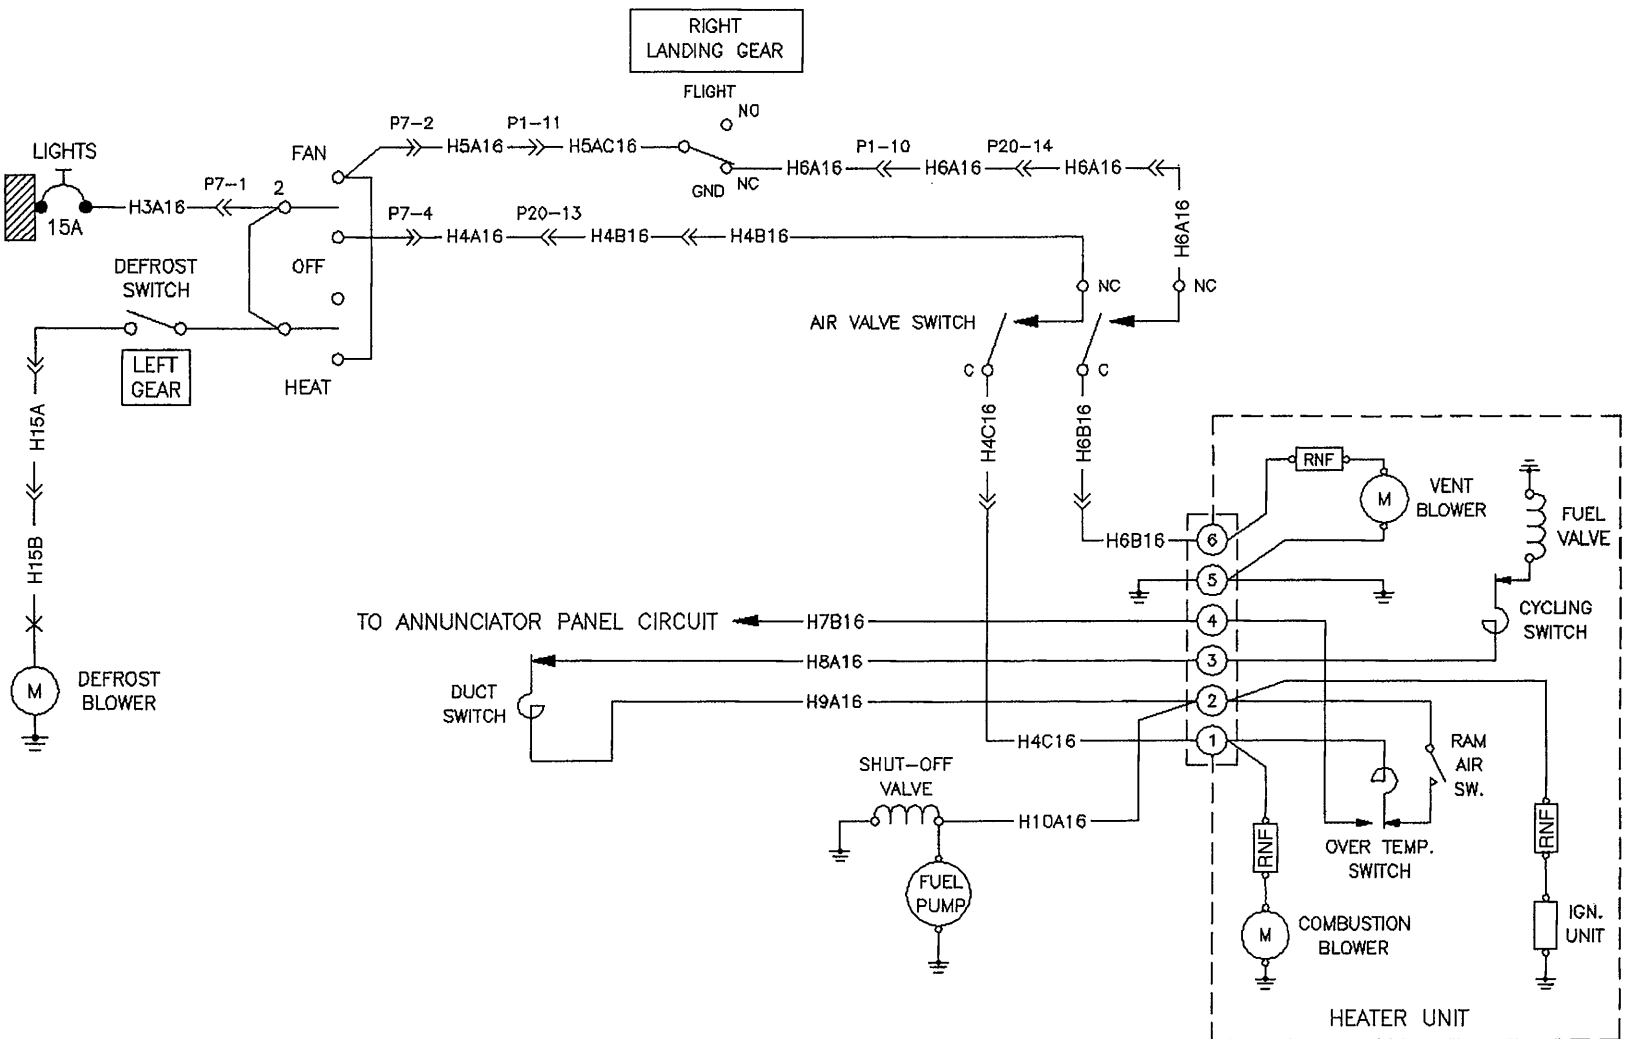 RIGHT
LANDING GEAR
FLIGHT
NO
P7-2
P1-11
H5A16
H5AC16
P1-10
P20-14
LIGHTS
FAN
NC
GND
H6A16
H6A16
H6A16
H6A16
P7-1
2
H3A16
15A
P7-4
P20-13
H4A16
H4B16
H4B16
DEFROST
SWITCH
OFF
NC
NC
AIR VALVE SWITCH
LEFT
GEAR
HEAT
C
C
H15A
H4C16
H6B16
RNF
M
VENT
BLOWER
FUEL
VALVE
H15B
H6B16
6
5
CYCLING
SWITCH
TO ANNUNCIATOR PANEL CIRCUIT
H7B16
4
H8A16
3
M
DEFROST
BLOWER
DUCT
SWITCH
H9A16
2
H4C16
1
RAM
AIR
SW.
SHUT-OFF
VALVE
H10A16
RNF
OVER TEMP.
SWITCH
RNF
FUEL
PUMP
M
COMBUSTION
BLOWER
IGN.
UNIT
HEATER UNIT